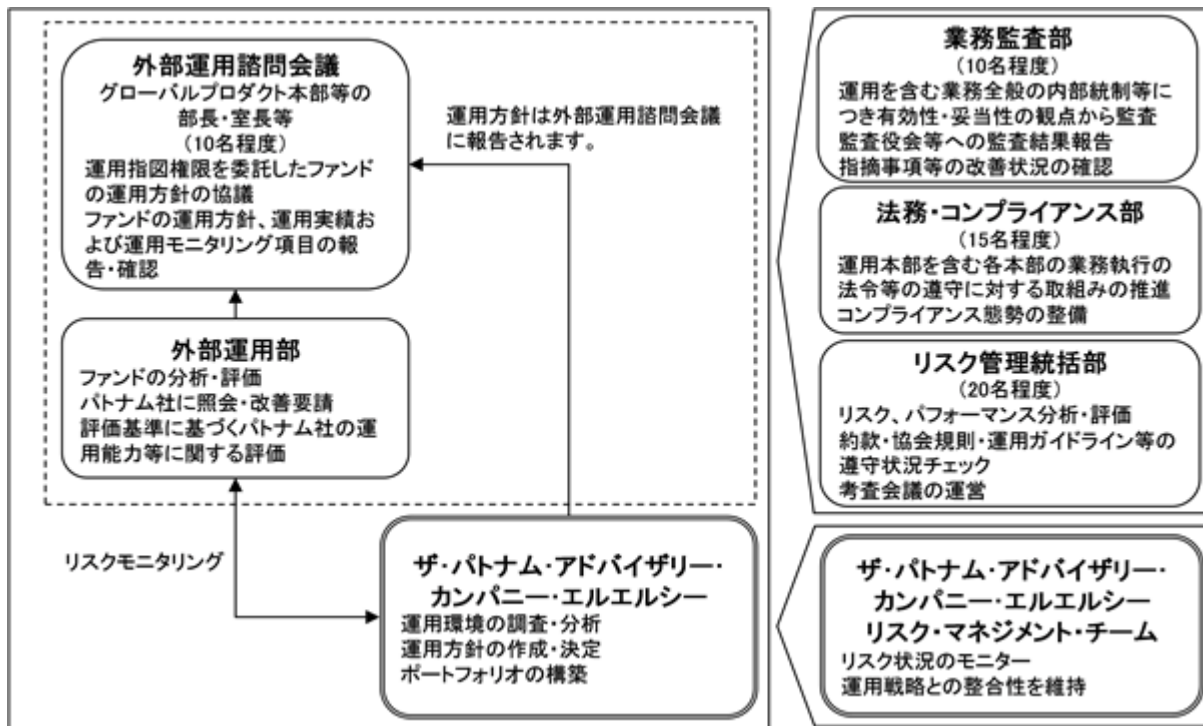 外部運用諮問会議
グローバルプロダクト本部等の
部長・室長等
(10名程度)
運用指図権限を委託したファンド
の運用方針の協議
ファンドの運用方針、運用実績お
よび運用モニタリング項目の報
告・確認
運用方針は外部運用諮問会議
に報告されます。
外部運用部
ファンドの分析・評価
パトナム社に照会・改善要請
評価基準に基づくパトナム社の運
用能力等に関する評価
リスクモニタリング
ザ・パトナム・アドバイザリー・
カンパニー・エルエルシー
運用環境の調査・分析
運用方針の作成・決定
ポートフォリオの構築
業務監査部
(10名程度)
運用を含む業務全般の内部統制等に
つき有効性・妥当性の観点から監査
監査役会等への監査結果報告
指摘事項等の改善状況の確認
法務・コンプライアンス部
(15名程度)
運用本部を含む各本部の業務執行の
法令等の遵守に対する取組みの推進
コンプライアンス態勢の整備
リスク管理統括部
(20名程度)
リスク、パフォーマンス分析・評価
約款・協会規則・運用ガイドライン等の
遵守状況チェック
考査会議の運営
ザ・パトナム・アドバイザリー・
カンパニー・エルエルシー
リスク・マネジメント・チーム
リスク状況のモニター
運用戦略との整合性を維持